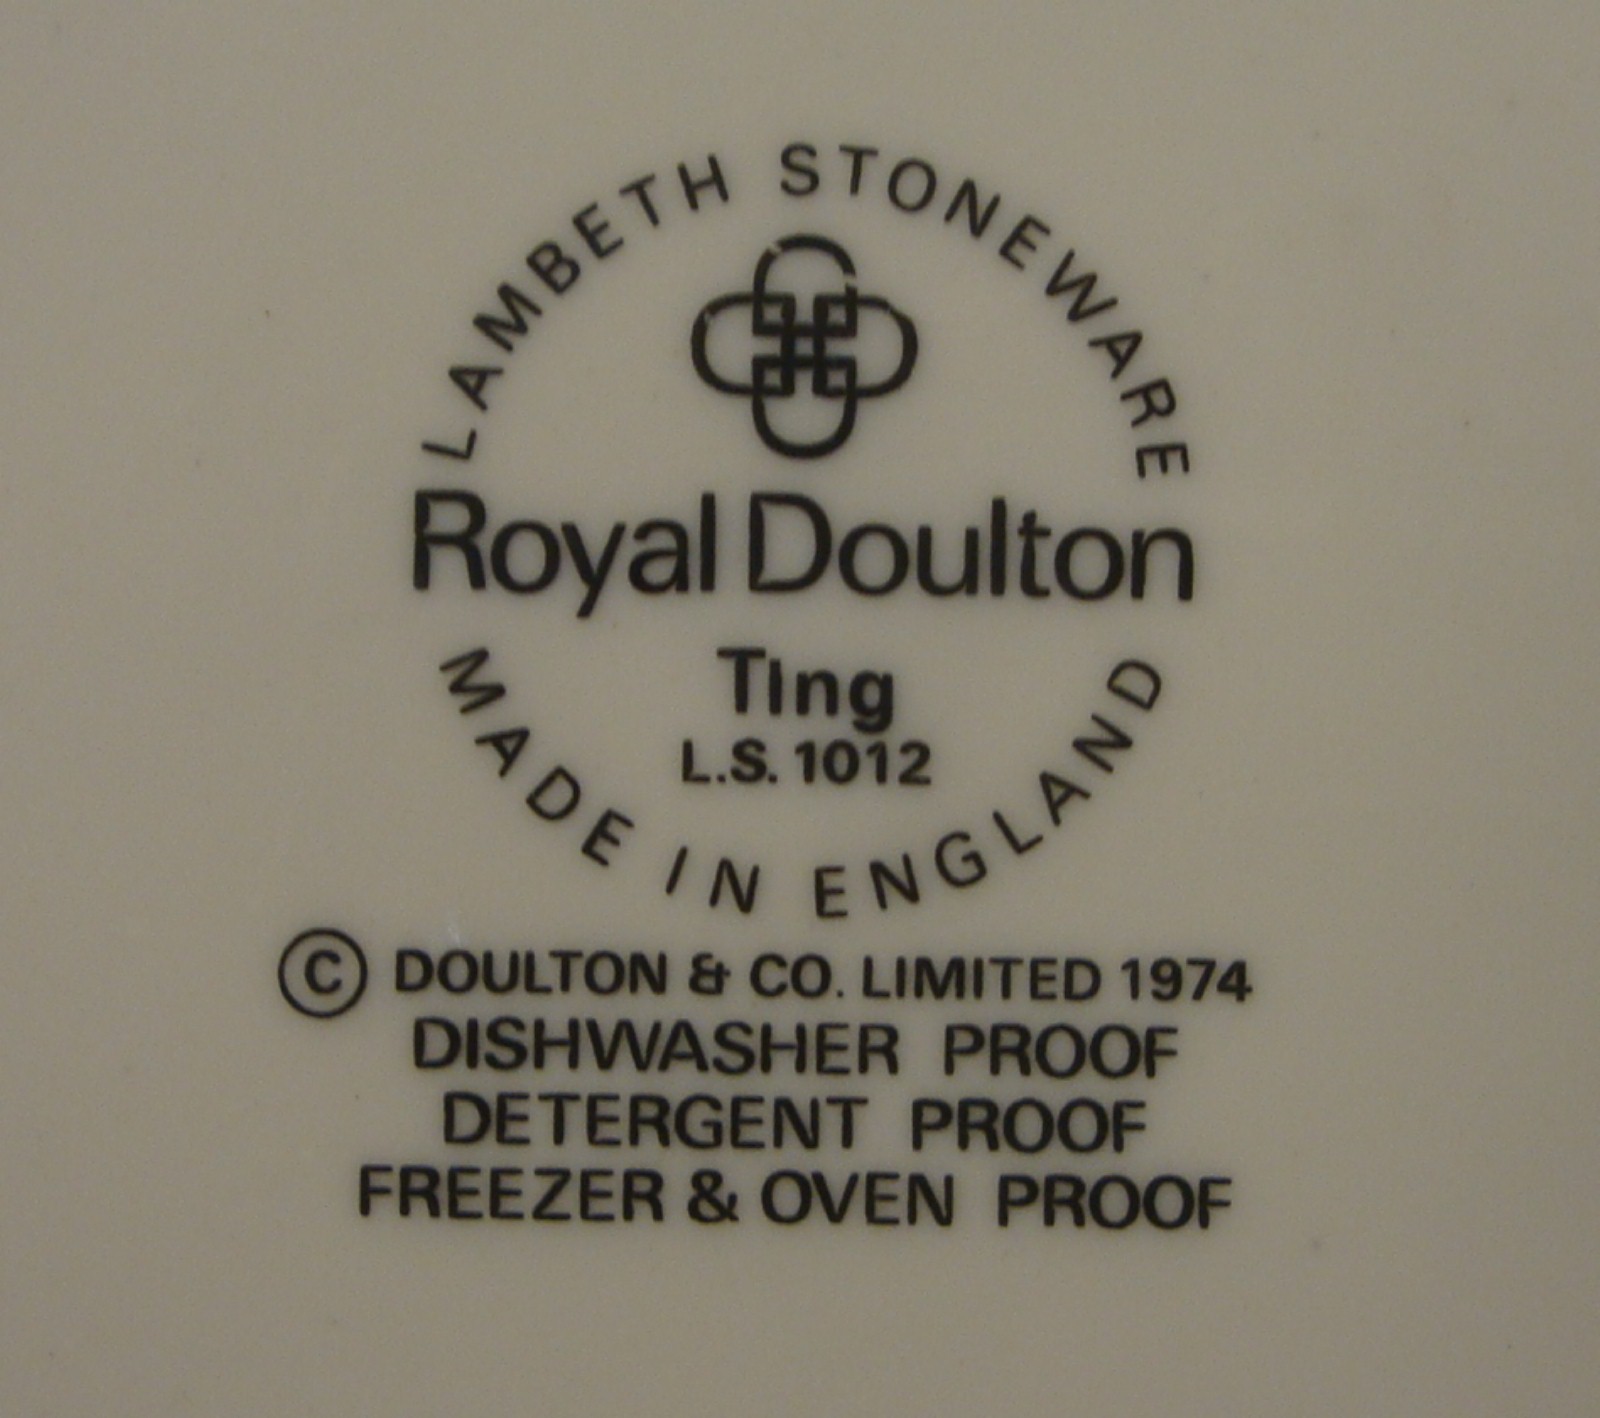 LAMBETH STONEWARE
Royal Doulton
Ting
L.S. 1012
MADE IN ENGLAND
© DOULTON & CO. LIMITED 1974
DISHWASHER PROOF
DETERGENT PROOF
FREEZER & OVEN PROOF